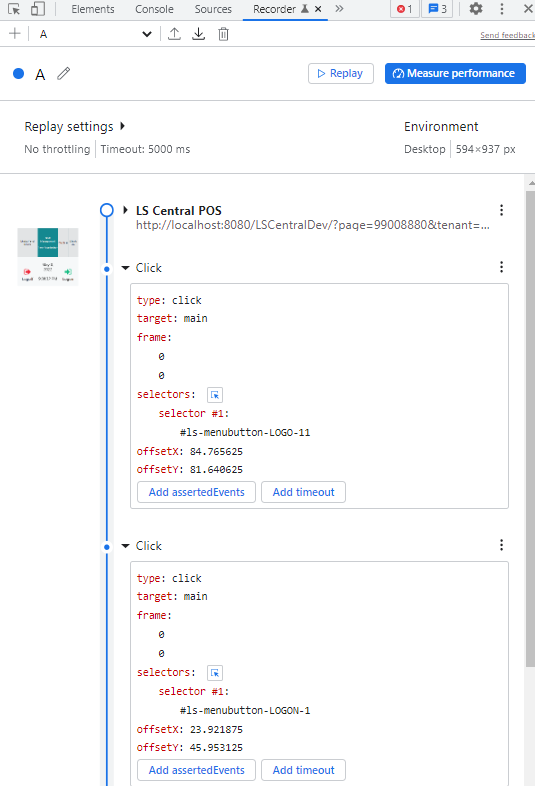 Elements Console Sources Recorder 1 3
A Send feedback
A Replay Measure performance
Replay settings Environment
No throttling Timeout: 5000 ms Desktop 594×937 px
LS Central POS
http://localhost:8080/LSCentralDev/?page=99008880&tenant=...
Click
type: click
target: main
frame:
0
0
selectors:
selector #1:
#ls-menubutton-LOGO-11
offsetX: 84.765625
offsetY: 81.640625
Add assertedEvents Add timeout
Click
type: click
target: main
frame:
0
0
selectors:
selector #1:
#ls-menubutton-LOGON-1
offsetX: 23.921875
offsetY: 45.953125
Add assertedEvents Add timeout